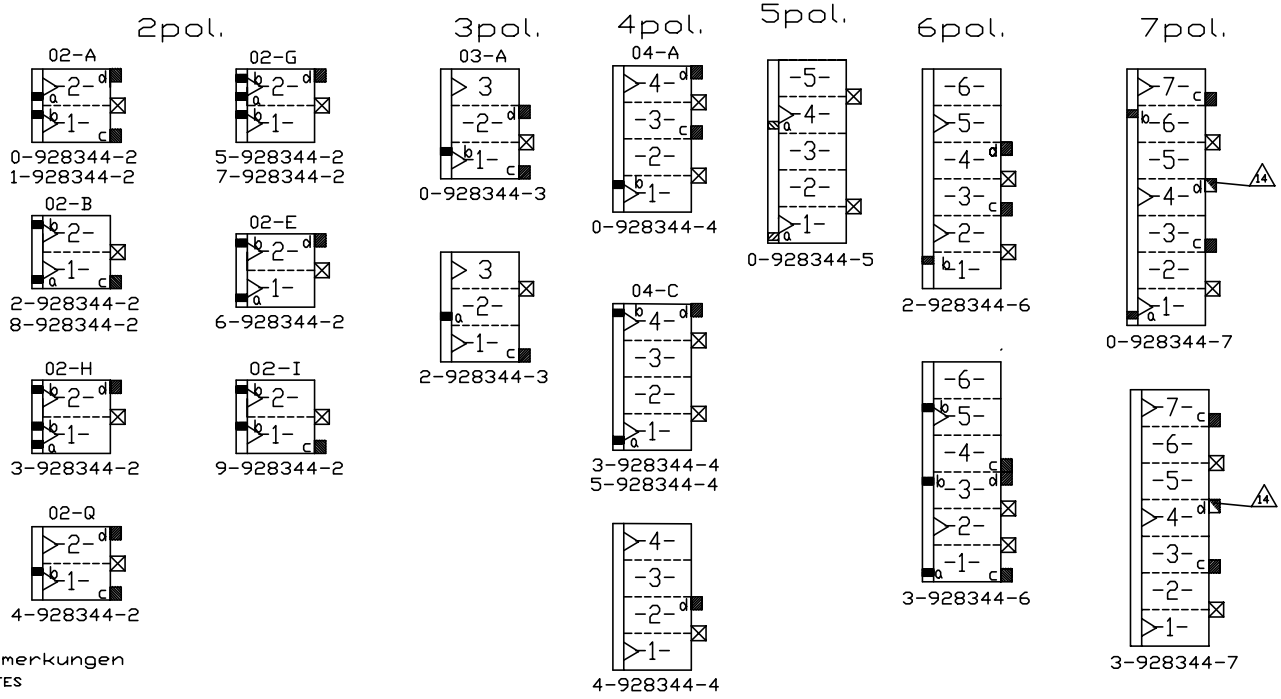 2pol.
02-A
d
-2-
a
b
-1-
c
0-928344-2
1-928344-2
02-B
b
-2-
-1-
a
c
2-928344-2
8-928344-2
02-H
b
d
-2-
b
-1-
a
3-928344-2
02-Q
d
-2-
b
-1-
c
4-928344-2
02-G
b
d
-2-
a
b
-1-
5-928344-2
7-928344-2
02-E
b
d
-2-
-1-
a
6-928344-2
02-I
b
-2-
b
-1-
c
9-928344-2
3pol.
03-A
3
d
-2-
b
-1-
c
0-928344-3
3
-2-
a
-1-
c
2-928344-3
4pol.
04-A
-4-
d
-3-
c
-2-
b
-1-
0-928344-4
04-C
b
d
-4-
-3-
-2-
-1-
a
3-928344-4
5-928344-4
-4-
-3-
-2-
d
-1-
4-928344-4
5pol.
-5-
-4-
a
-3-
-2-
-1-
a
0-928344-5
6pol.
-6-
-5-
-4-
d
-3-
c
-2-
b
-1-
2-928344-6
-6-
b
-5-
-4-
c
b
d
-3-
-2-
-1-
a
c
3-928344-6
7pol.
-7-
c
b
-6-
-5-
d
14
-4-
-3-
c
-2-
-1-
a
0-928344-7
-7-
c
-6-
-5-
d
14
-4-
-3-
c
-2-
-1-
3-928344-7
merkungen
TES